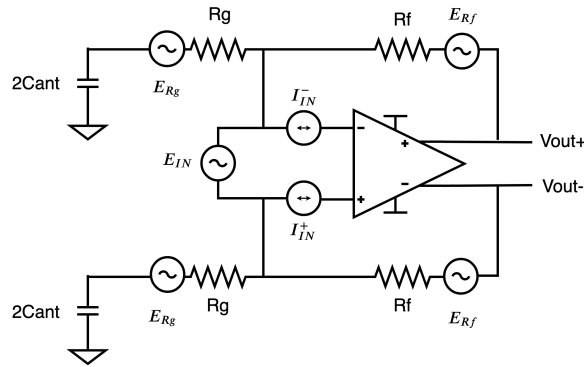 Rg
Rf
E_{Rf}
2Cant
E_{Rg}
I_{IN}^{-}
-
+
Vout+
E_{IN}
+
-
Vout-
I_{IN}^{+}
2Cant
E_{Rg}
Rg
Rf
E_{Rf}